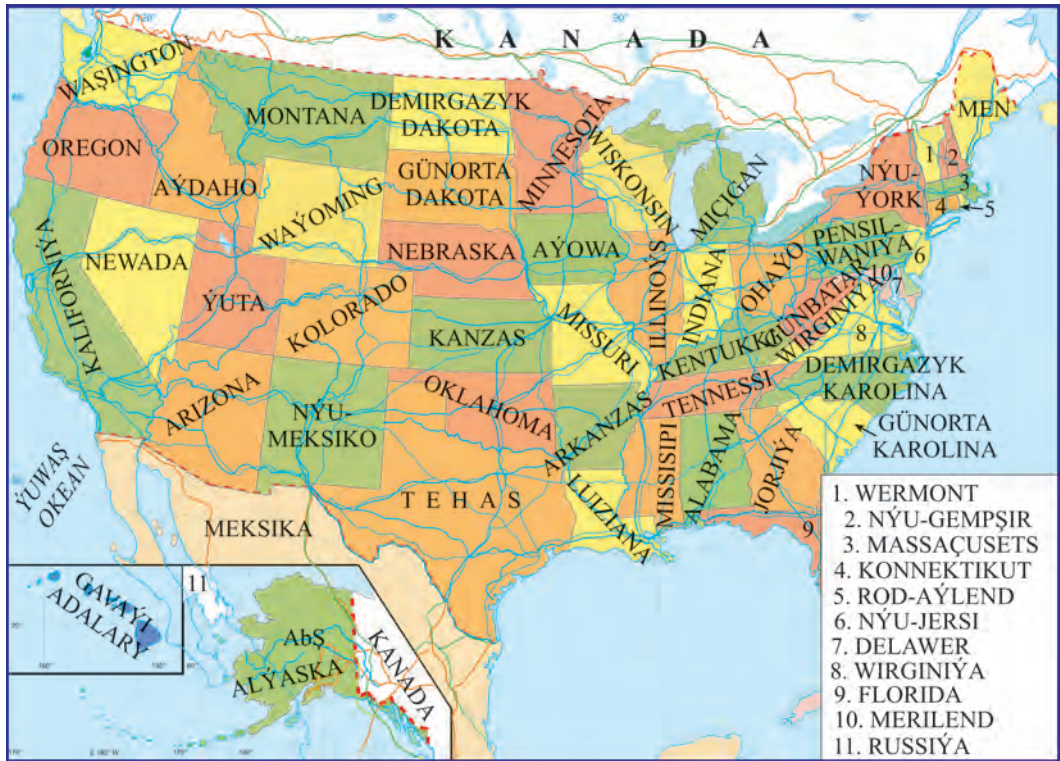 KANADA
WAŞINGTON
MONTANA
DEMIRGAZYK
DAKOTA
MINNESOTA
MEN
OREGON
AÝDAHO
WAÝOMING
GÜNORTA
DAKOTA
WISKONSIN
MIÇIGAN
NÝU-
ÝORK
1
2
3
4
5
KALIFORNIÝA
NEWADA
ÝUTA
KOLORADO
NEBRASKA
AÝOWA
ILLINOÝS
INDIANA
OHAÝO
PENSIL-
WANIÝA
6
10
7
KANZAS
MISSURI
KENTUKKI
GÜNBATAR
WIRGINIÝA
8
ARIZONA
NÝU-
MEKSIKO
OKLAHOMA
ARKANZAS
TENNESSI
DEMIRGAZYK
KAROLINA
GÜNORTA
KAROLINA
ÝUWAŞ
OKEAN
MEKSIKA
TEHAS
LUIZIANA
MISSISIPI
ALABAMA
JORJIÝA
9
GAWAÝI
ADALARY
11
AbŞ
ALÝASKA
KANADA
1. WERMONT
2. NÝU-GEMPŞIR
3. MASSAÇUSETS
4. KONNEKTIKUT
5. ROD-AÝLEND
6. NÝU-JERSI
7. DELAWER
8. WIRGINIÝA
9. FLORIDA
10. MERILEND
11. RUSSIÝA